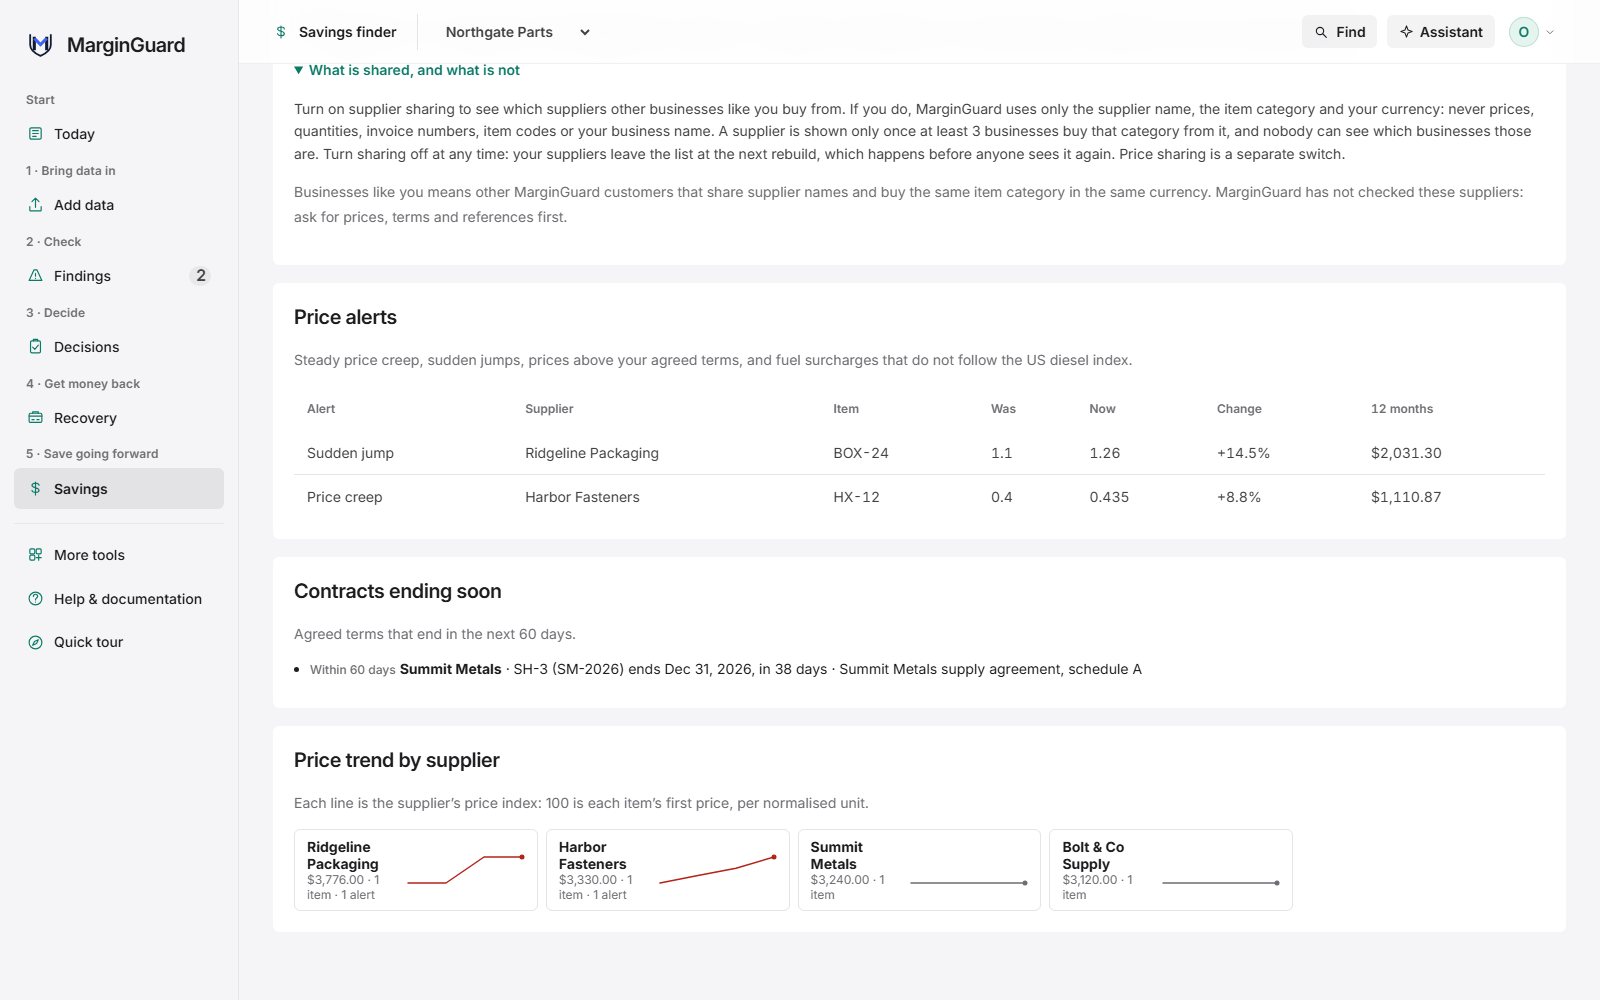 MarginGuard
Start
Today
1 · Bring data in
Add data
2 · Check
Findings 2
3 · Decide
Decisions
4 · Get money back
Recovery
5 · Save going forward
Savings
More tools
Help & documentation
Quick tour
Savings finder
Northgate Parts
Find
Assistant
O
What is shared, and what is not
Turn on supplier sharing to see which suppliers other businesses like you buy from. If you do, MarginGuard uses only the supplier name, the item category and your currency: never prices,
quantities, invoice numbers, item codes or your business name. A supplier is shown only once at least 3 businesses buy that category from it, and nobody can see which businesses those
are. Turn sharing off at any time: your suppliers leave the list at the next rebuild, which happens before anyone sees it again. Price sharing is a separate switch.
Businesses like you means other MarginGuard customers that share supplier names and buy the same item category in the same currency. MarginGuard has not checked these suppliers:
ask for prices, terms and references first.
Price alerts
Steady price creep, sudden jumps, prices above your agreed terms, and fuel surcharges that do not follow the US diesel index.
Alert Supplier Item Was Now Change 12 months
Sudden jump Ridgeline Packaging BOX-24 1.1 1.26 +14.5% $2,031.30
Price creep Harbor Fasteners HX-12 0.4 0.435 +8.8% $1,110.87
Contracts ending soon
Agreed terms that end in the next 60 days.
• Within 60 days Summit Metals · SH-3 (SM-2026) ends Dec 31, 2026, in 38 days · Summit Metals supply agreement, schedule A
Price trend by supplier
Each line is the supplier’s price index: 100 is each item’s first price, per normalised unit.
Ridgeline
Packaging
$3,776.00 · 1
item · 1 alert
Harbor
Fasteners
$3,330.00 · 1
item · 1 alert
Summit
Metals
$3,240.00 · 1
item
Bolt & Co
Supply
$3,120.00 · 1
item